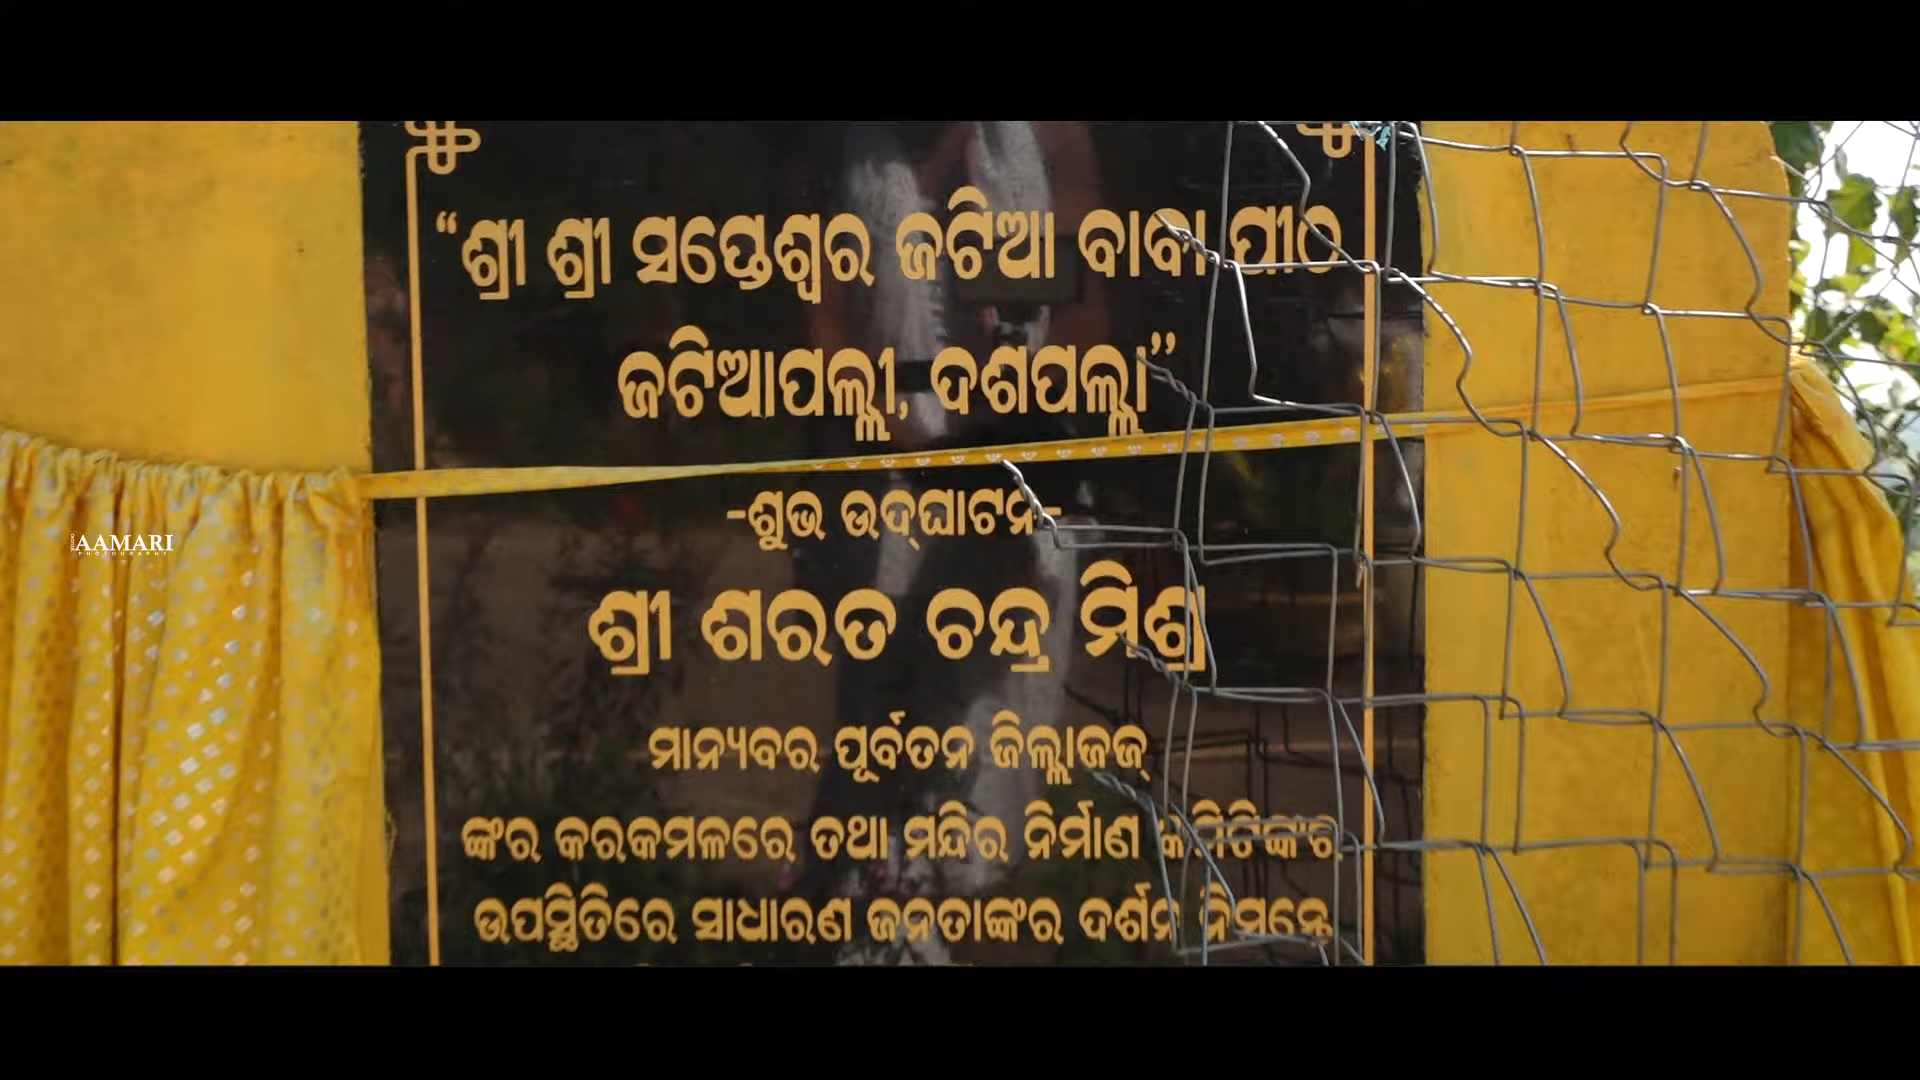 “ଶ୍ରୀ ଶ୍ରୀ ସପ୍ତେଶ୍ୱର ଜଟିଆ ବାବା ପୀଠ
ଜଟିଆପଲ୍ଲୀ, ଦଶପଲ୍ଲା”
-ଶୁଭ ଉଦ୍‌ଘାଟନ-
ଶ୍ରୀ ଶରତ ଚନ୍ଦ୍ର ମିଶ୍ର
ମାନ୍ୟବର ପୂର୍ବତନ ଜିଲ୍ଲାଜଜ୍
ଙ୍କର କରକମଳରେ ତଥା ମନ୍ଦିର ନିର୍ମାଣ କମିଟିଙ୍କର
ଉପସ୍ଥିତିରେ ସାଧାରଣ ଜନତାଙ୍କର ଦର୍ଶନ ନିମନ୍ତେ
AAMARI
PHOTOGRAPHY